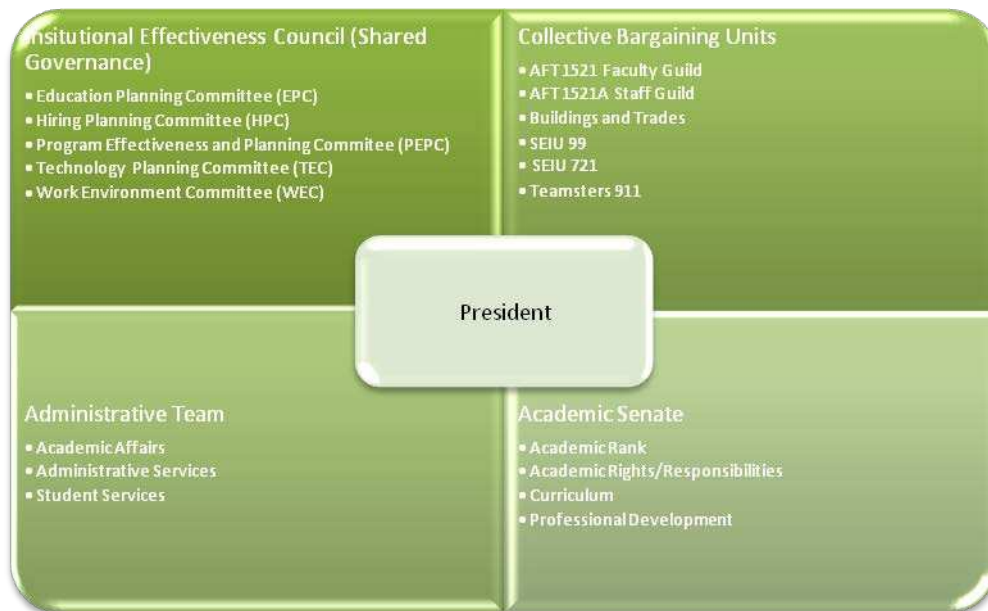 Insitutional Effectiveness Council (Shared
Governance)
• Education Planning Committee (EPC)
• Hiring Planning Committee (HPC)
• Program Effectiveness and Planning Commitee (PEPC)
• Technology Planning Committee (TEC)
• Work Environment Committee (WEC)
Collective Bargaining Units
• AFT 1521 Faculty Guild
• AFT 1521A Staff Guild
• Buildings and Trades
• SEIU 99
• SEIU 721
• Teamsters 911
President
Administrative Team
• Academic Affairs
• Administrative Services
• Student Services
Academic Senate
• Academic Rank
• Academic Rights/Responsibilities
• Curriculum
• Professional Development